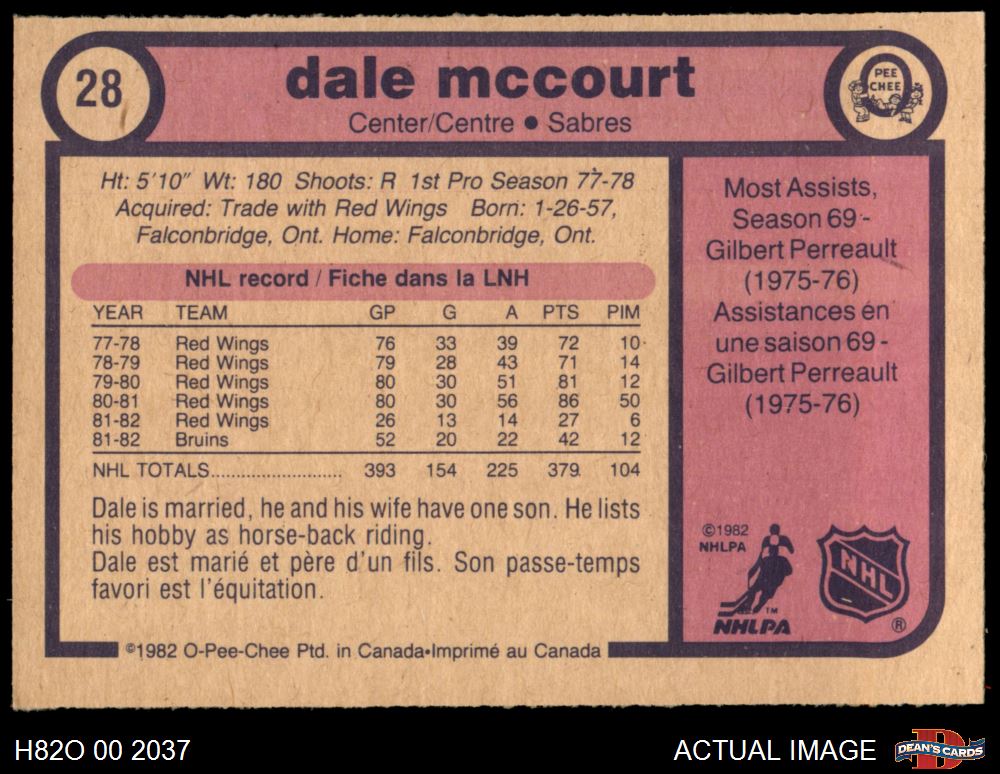 28
dale mccourt
Center/Centre • Sabres
PEE
CHEE
Ht: 5'10" Wt: 180 Shoots: R 1st Pro Season 77-78
Acquired: Trade with Red Wings Born: 1-26-57,
Falconbridge, Ont. Home: Falconbridge, Ont.
NHL record / Fiche dans la LNH
YEAR TEAM GP G A PTS PIM
77-78 Red Wings 76 33 39 72 10
78-79 Red Wings 79 28 43 71 14
79-80 Red Wings 80 30 51 81 12
80-81 Red Wings 80 30 56 86 50
81-82 Red Wings 26 13 14 27 6
81-82 Bruins 52 20 22 42 12
NHL TOTALS........................... 393 154 225 379 104
Dale is married, he and his wife have one son. He lists
his hobby as horse-back riding.
Dale est marié et père d'un fils. Son passe-temps
favori est l'équitation.
Most Assists,
Season 69 -
Gilbert Perreault
(1975-76)
Assistances en
une saison 69 -
Gilbert Perreault
(1975-76)
©1982
NHLPA
TM
NHLPA
NHL
®
©1982 O-Pee-Chee Ptd. in Canada•Imprimé au Canada
H82O 00 2037
ACTUAL IMAGE
DEAN'S CARDS